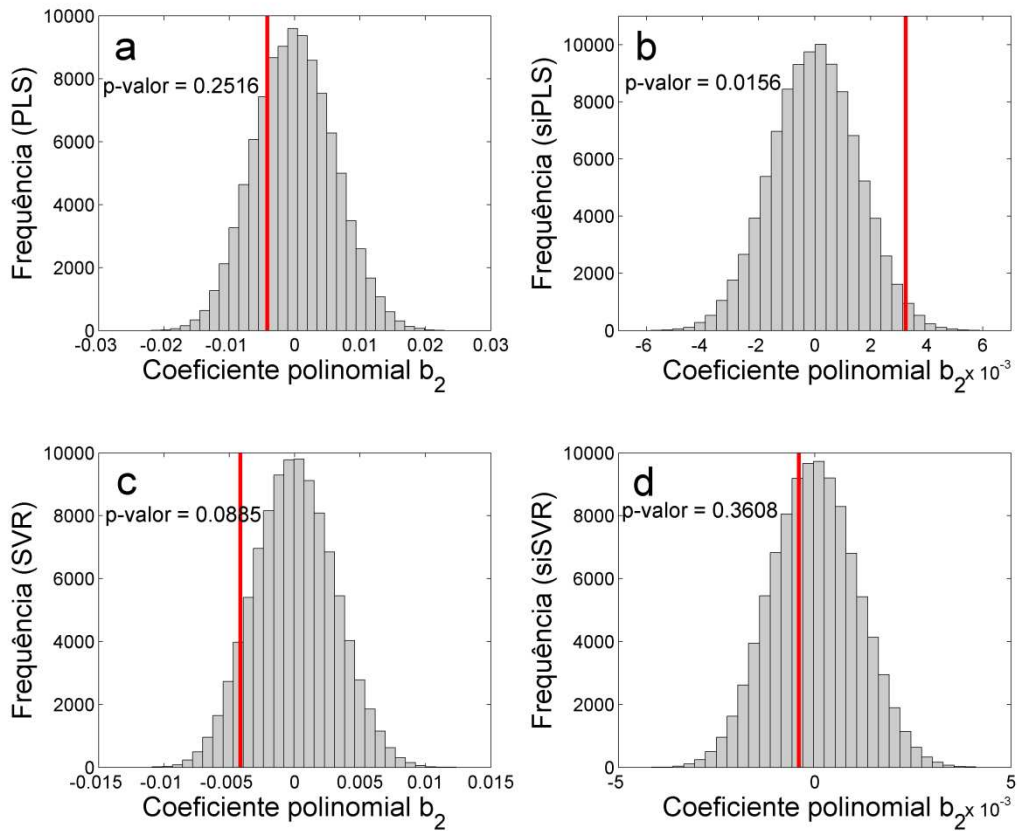 a
p-valor = 0.2516
Frequência (PLS)
10000
8000
6000
4000
2000
0
-0.03 -0.02 -0.01 0 0.01 0.02 0.03
Coeficiente polinomial b2
b
p-valor = 0.0156
Frequência (siPLS)
10000
8000
6000
4000
2000
0
-6 -4 -2 0 2 4 6
Coeficiente polinomial b2 x 10-3
c
p-valor = 0.0885
Frequência (SVR)
10000
8000
6000
4000
2000
0
-0.015 -0.01 -0.005 0 0.005 0.01 0.015
Coeficiente polinomial b2
d
p-valor = 0.3608
Frequência (siSVR)
10000
8000
6000
4000
2000
0
-5 0 5
Coeficiente polinomial b2 x 10-3